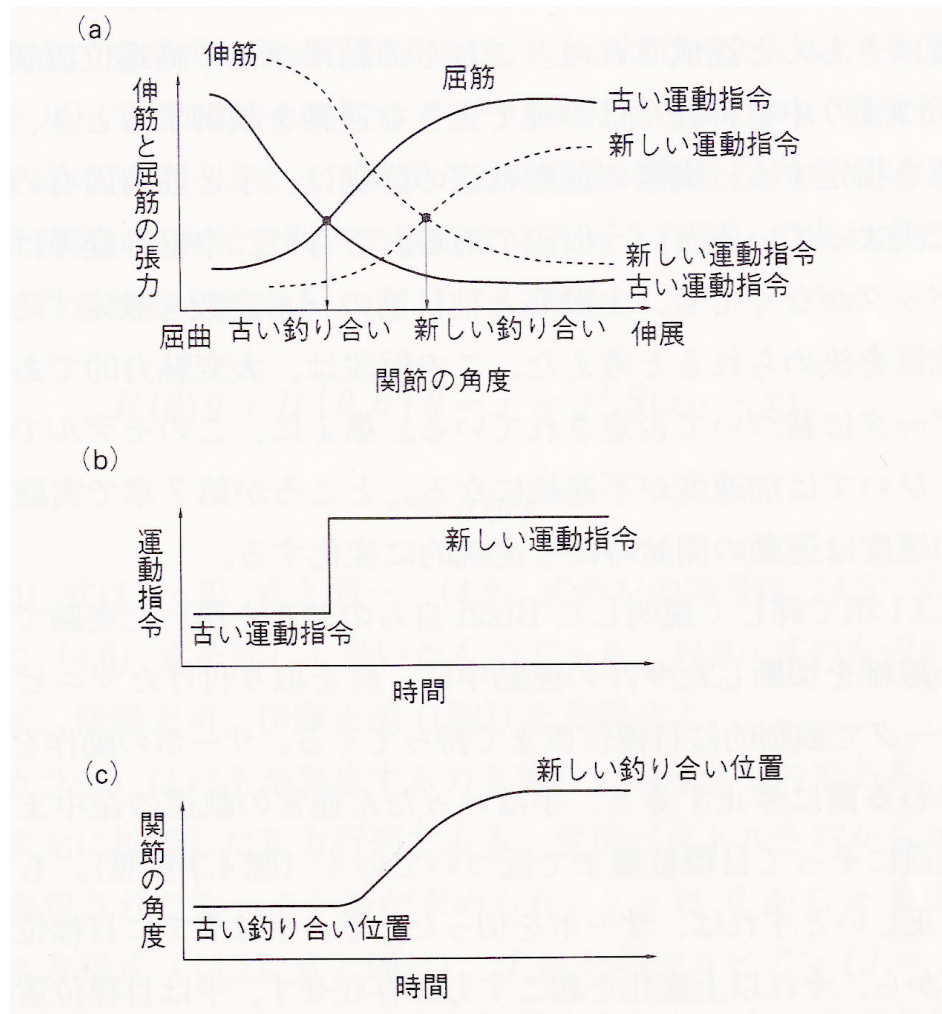 (a)
伸筋
屈筋
伸筋と屈筋の張力
古い運動指令
新しい運動指令
新しい運動指令
古い運動指令
屈曲
古い釣り合い
新しい釣り合い
伸展
関節の角度
(b)
運動指令
新しい運動指令
古い運動指令
時間
(c)
関節の角度
新しい釣り合い位置
古い釣り合い位置
時間